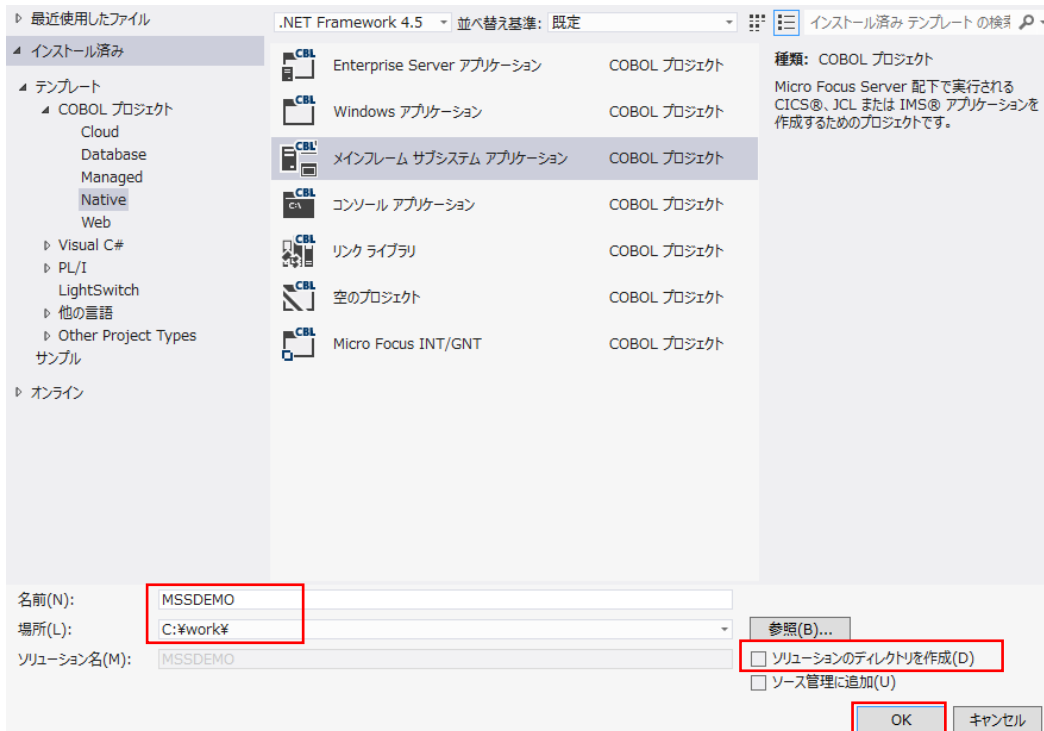 最近使用したファイル
インストール済み
テンプレート
COBOL プロジェクト
Cloud
Database
Managed
Native
Web
Visual C#
PL/I
LightSwitch
他の言語
Other Project Types
サンプル
オンライン
.NET Framework 4.5 並べ替え基準: 既定
CBL Enterprise Server アプリケーション COBOL プロジェクト
CBL Windows アプリケーション COBOL プロジェクト
CBL メインフレーム サブシステム アプリケーション COBOL プロジェクト
CBL C:\ コンソール アプリケーション COBOL プロジェクト
CBL リンク ライブラリ COBOL プロジェクト
CBL 空のプロジェクト COBOL プロジェクト
CBL Micro Focus INT/GNT COBOL プロジェクト
インストール済み テンプレート の検索
種類: COBOL プロジェクト
Micro Focus Server 配下で実行される
CICS®、JCL または IMS® アプリケーションを
作成するためのプロジェクトです。
名前(N): MSSDEMO
場所(L): C:¥work¥ 参照(B)...
ソリューション名(M): MSSDEMO ソリューションのディレクトリを作成(D)
ソース管理に追加(U)
OK キャンセル